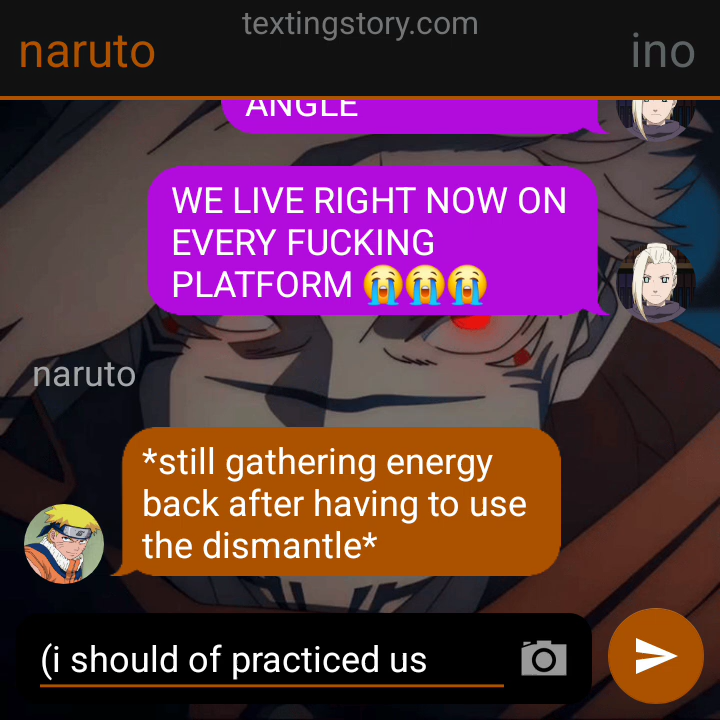 textingstory.com
naruto
ino
ANGLE
WE LIVE RIGHT NOW ON
EVERY FUCKING
PLATFORM 😭😭😭
naruto
*still gathering energy
back after having to use
the dismantle*
(i should of practiced us